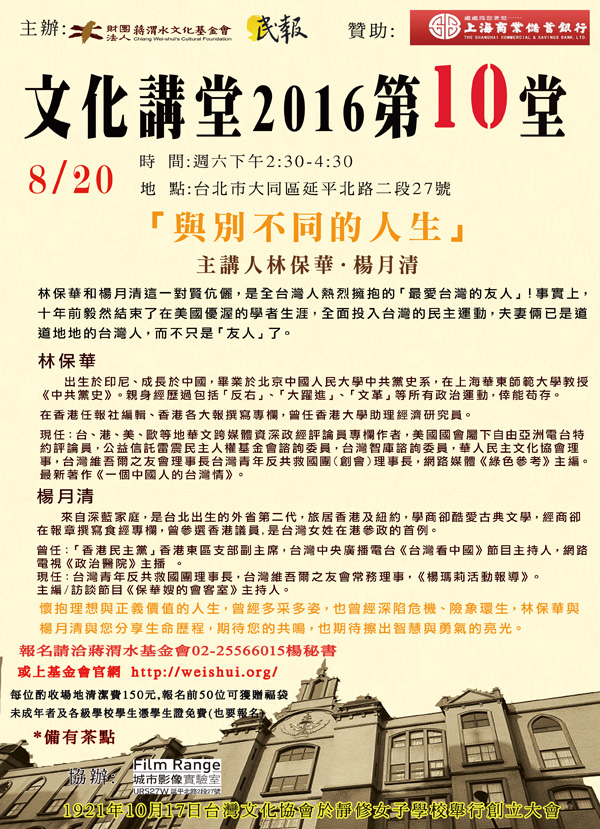 主辦:
財團法人 蔣渭水文化基金會
Chiang Wei-shui's Cultural Foundation
民報
贊助:
處處為您著想……
SCSB
上海商業儲蓄銀行
THE SHANGHAI COMMERCIAL & SAVINGS BANK, LTD.
文化講堂2016第10堂
8/20
時 間:週六下午2:30-4:30
地 點:台北市大同區延平北路二段27號
「與別不同的人生」
主講人林保華·楊月清
林保華和楊月清這一對賢伉儷，是全台灣人熱烈擁抱的「最愛台灣的友人」！事實上，
十年前毅然結束了在美國優渥的學者生涯，全面投入台灣的民主運動，夫妻倆已是道
道地地的台灣人，而不只是「友人」了。
林保華
出生於印尼、成長於中國，畢業於北京中國人民大學中共黨史系，在上海華東師範大學教授
《中共黨史》。親身經歷過包括「反右」、「大躍進」、「文革」等所有政治運動，倖能苟存。
在香港任報社編輯、香港各大報撰寫專欄，曾任香港大學助理經濟研究員。
現任：台、港、美、歐等地華文跨媒體資深政經評論員專欄作者，美國國會屬下自由亞洲電台特
約評論員，公益信託雷震民主人權基金會諮詢委員，台灣智庫諮詢委員，華人民主文化協會理
事，台灣維吾爾之友會理事長台灣青年反共救國團(創會)理事長，網路媒體《綠色參考》主編。
最新著作《一個中國人的台灣情》。
楊月清
來自深藍家庭，是台北出生的外省第二代，旅居香港及紐約，學商卻酷愛古典文學，經商卻
在報章撰寫食經專欄，曾參選香港議員，是台灣女姓在港參政的首例。
曾任：「香港民主黨」香港東區支部副主席，台灣中央廣播電台《台灣看中國》節目主持人，網路
電視《政治醫院》主播 。
現任：台灣青年反共救國團理事長，台灣維吾爾之友會常務理事，《楊瑪莉活動報導》。
主編/訪談節目《保華嫂的會客室》主持人。
懷抱理想與正義價值的人生，曾經多采多姿，也曾經深陷危機、險象環生，林保華與
楊月清與您分享生命歷程，期待您的共鳴，也期待擦出智慧與勇氣的亮光。
報名請洽蔣渭水基金會02-25566015楊秘書
或上基金會官網 http://weishui.org/
每位酌收場地清潔費150元,報名前50位可獲贈福袋
未成年者及各級學校學生憑學生證免費(也要報名)
*備有茶點
協辦:
Film Range
城市影像實驗室
URS27W 延平北路2段27號
1921年10月17日台灣文化協會於靜修女子學校舉行創立大會